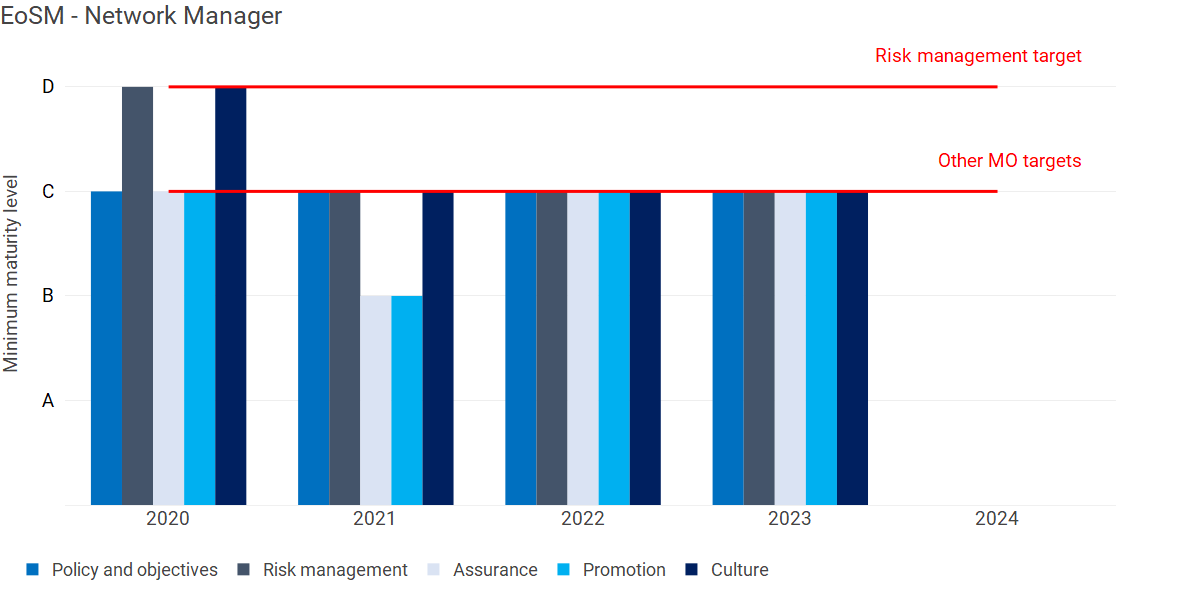 EoSM - Network Manager
Risk management target
D
Other MO targets
C
Minimum maturity level
B
A
2020 2021 2022 2023 2024
Policy and objectives Risk management Assurance Promotion Culture